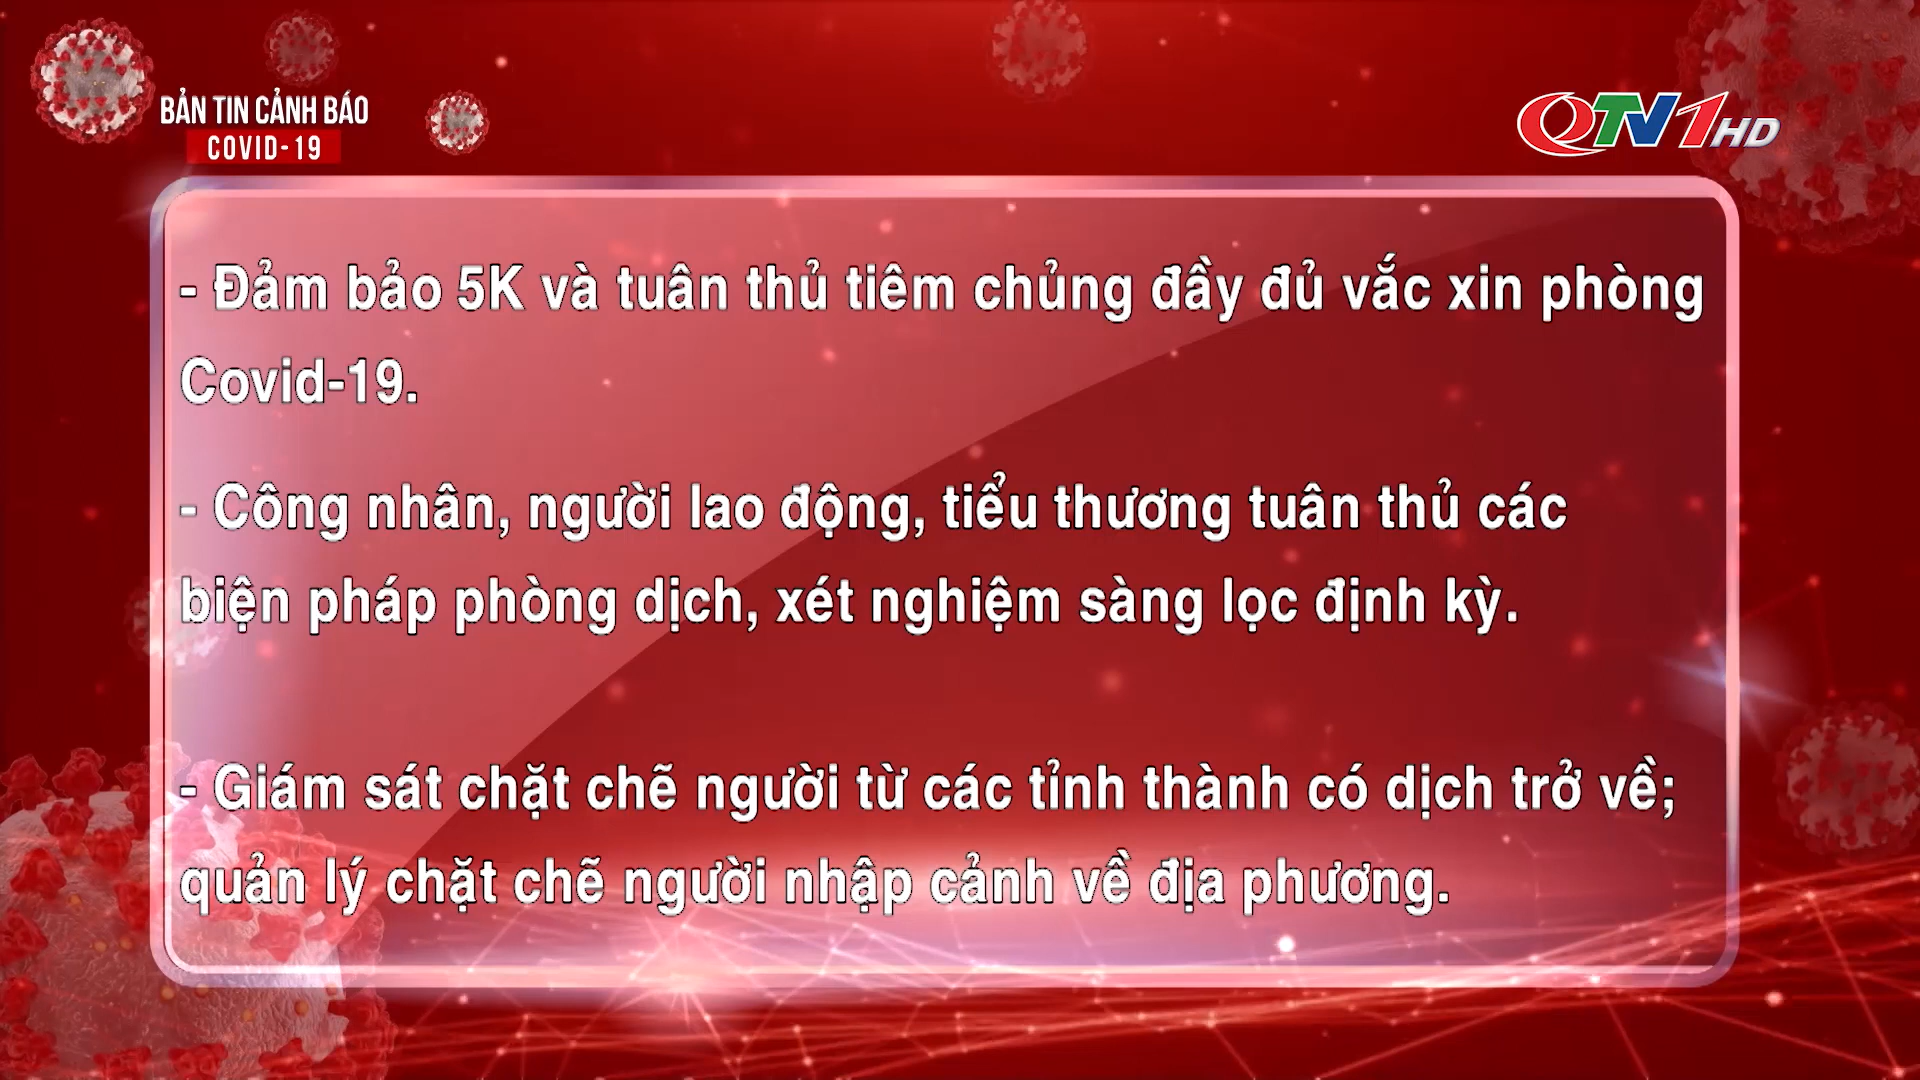 BẢN TIN CẢNH BÁO
COVID-19
QTV1HD
- Đảm bảo 5K và tuân thủ tiêm chủng đầy đủ vắc xin phòng
Covid-19.
- Công nhân, người lao động, tiểu thương tuân thủ các
biện pháp phòng dịch, xét nghiệm sàng lọc định kỳ.
- Giám sát chặt chẽ người từ các tỉnh thành có dịch trở về;
quản lý chặt chẽ người nhập cảnh về địa phương.